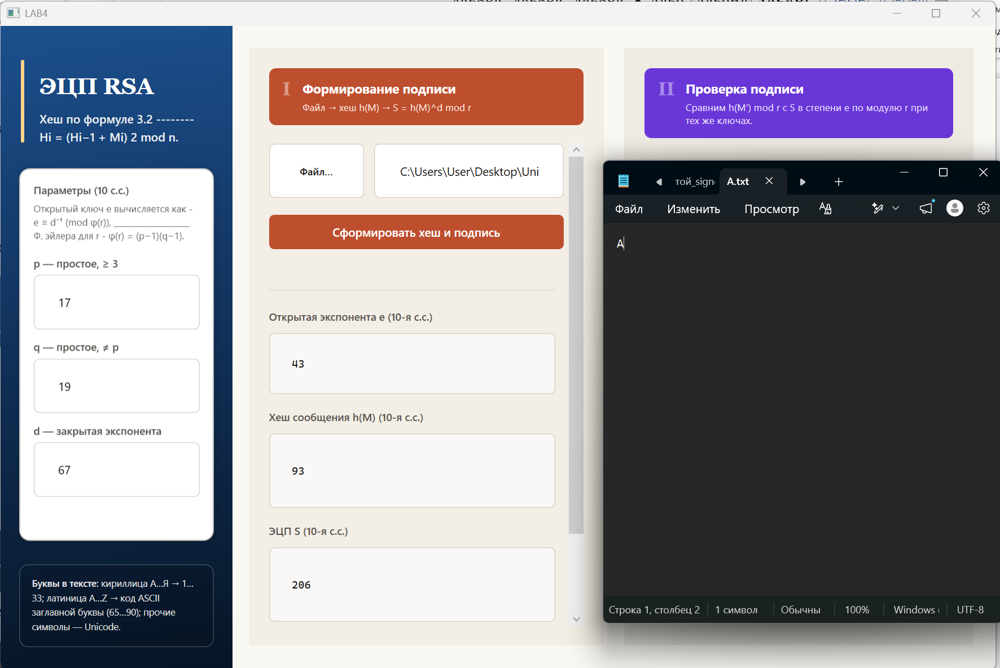 LAB4
ЭЦП RSA
Хеш по формуле 3.2 --------
Hi = (Hi−1 + Mi) 2 mod n.
Параметры (10 с.с.)
Открытый ключ e вычисляется как -
e ≡ d⁻¹ (mod φ(r)), ________________
Ф. эйлера для r - φ(r) = (p−1)(q−1).
p — простое, ≥ 3
17
q — простое, ≠ p
19
d — закрытая экспонента
67
Буквы в тексте: кириллица А…Я → 1…
33; латиница A…Z → код ASCII
заглавной буквы (65…90); прочие
символы — Unicode.
I
Формирование подписи
Файл → хеш h(M) → S = h(M)^d mod r
Файл...
C:\Users\User\Desktop\Uni
Сформировать хеш и подпись
Открытая экспонента e (10-я с.с.)
43
Хеш сообщения h(M) (10-я с.с.)
93
ЭЦП S (10-я с.с.)
206
II
Проверка подписи
Сравним h(M′) mod r с S в степени e по модулю r при
тех же ключах.
той_sign
A.txt
Файл
Изменить
Просмотр
A
Строка 1, столбец 2
1 символ
Обычны
100%
Windows
UTF-8